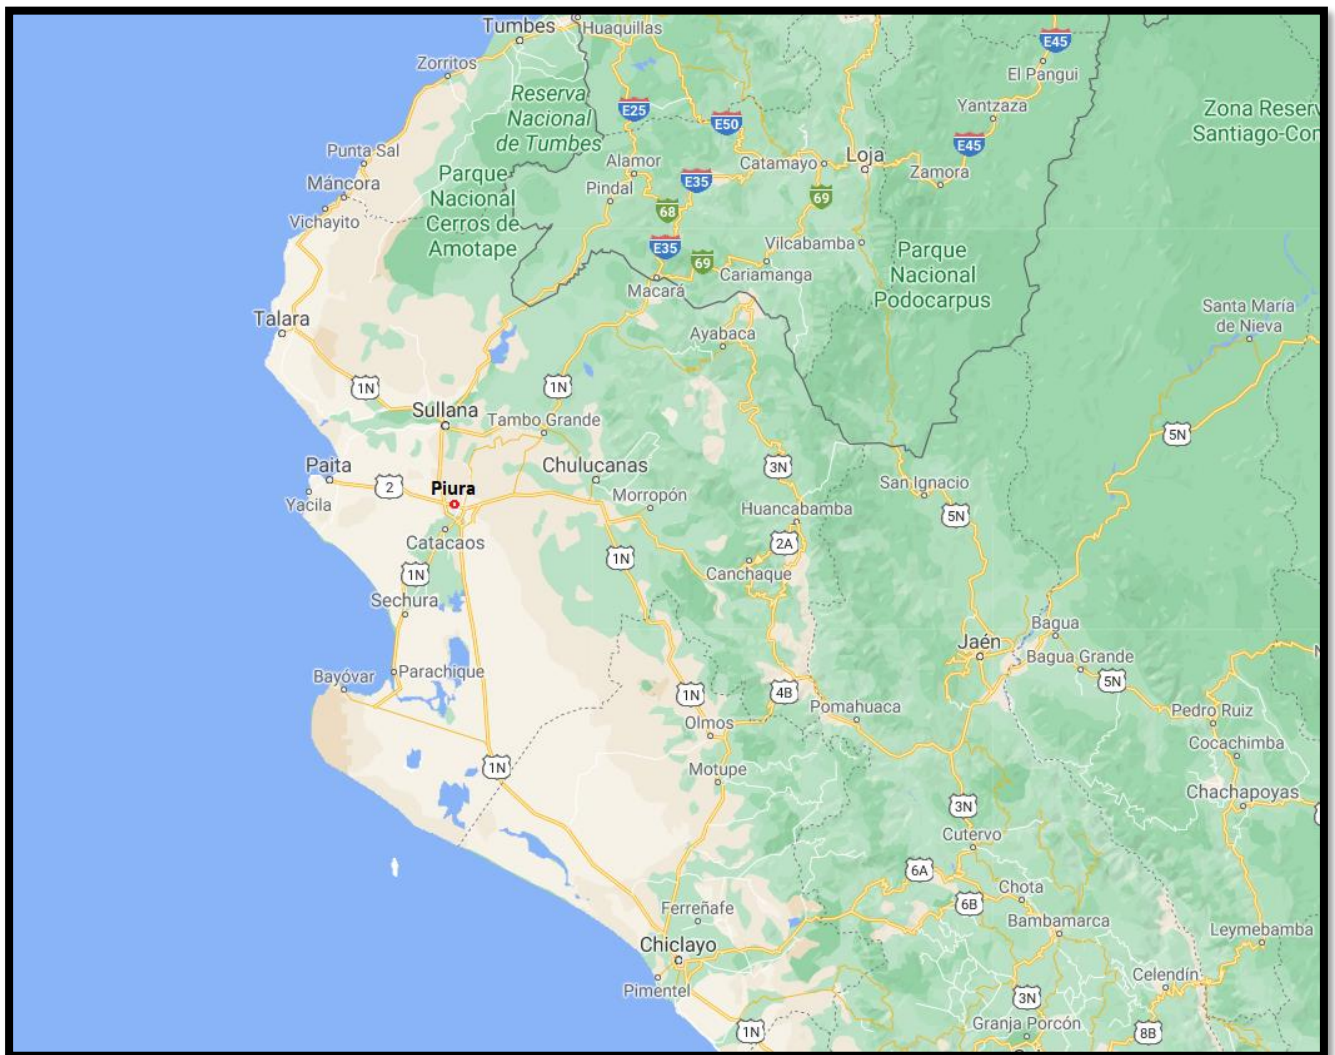 Tumbes
Huaquillas
E45
Zorritos
El Pangui
Reserva
Nacional
de Tumbes
E25
E50
Yantzaza
Zona Reserv
Santiago-Con
E45
Punta Sal
Alamor
Catamayo
Loja
Parque
Nacional
Cerros de
Amotape
Máncora
Pindal
E35
68
69
Zamora
Vichayito
E35
69
Vilcabamba
Parque
Nacional
Podocarpus
Macará
Cariamanga
Santa María
de Nieva
Talara
Ayabaca
1N
1N
Sullana
Tambo Grande
5N
Paita
2
Piura
Chulucanas
3N
San Ignacio
Yacila
Morropón
Huancabamba
5N
Catacaos
1N
2A
1N
Canchaque
Sechura
Bagua
Jaén
Bagua Grande
Bayóvar
Parachique
5N
1N
4B
Pomahuaca
Pedro Ruiz
Olmos
Cocachimba
1N
Motupe
Chachapoyas
3N
Cutervo
6A
Chota
6B
Ferreñafe
Bambamarca
Leymebamba
Chiclayo
Celendín
Pimentel
3N
Granja Porcón
1N
8B